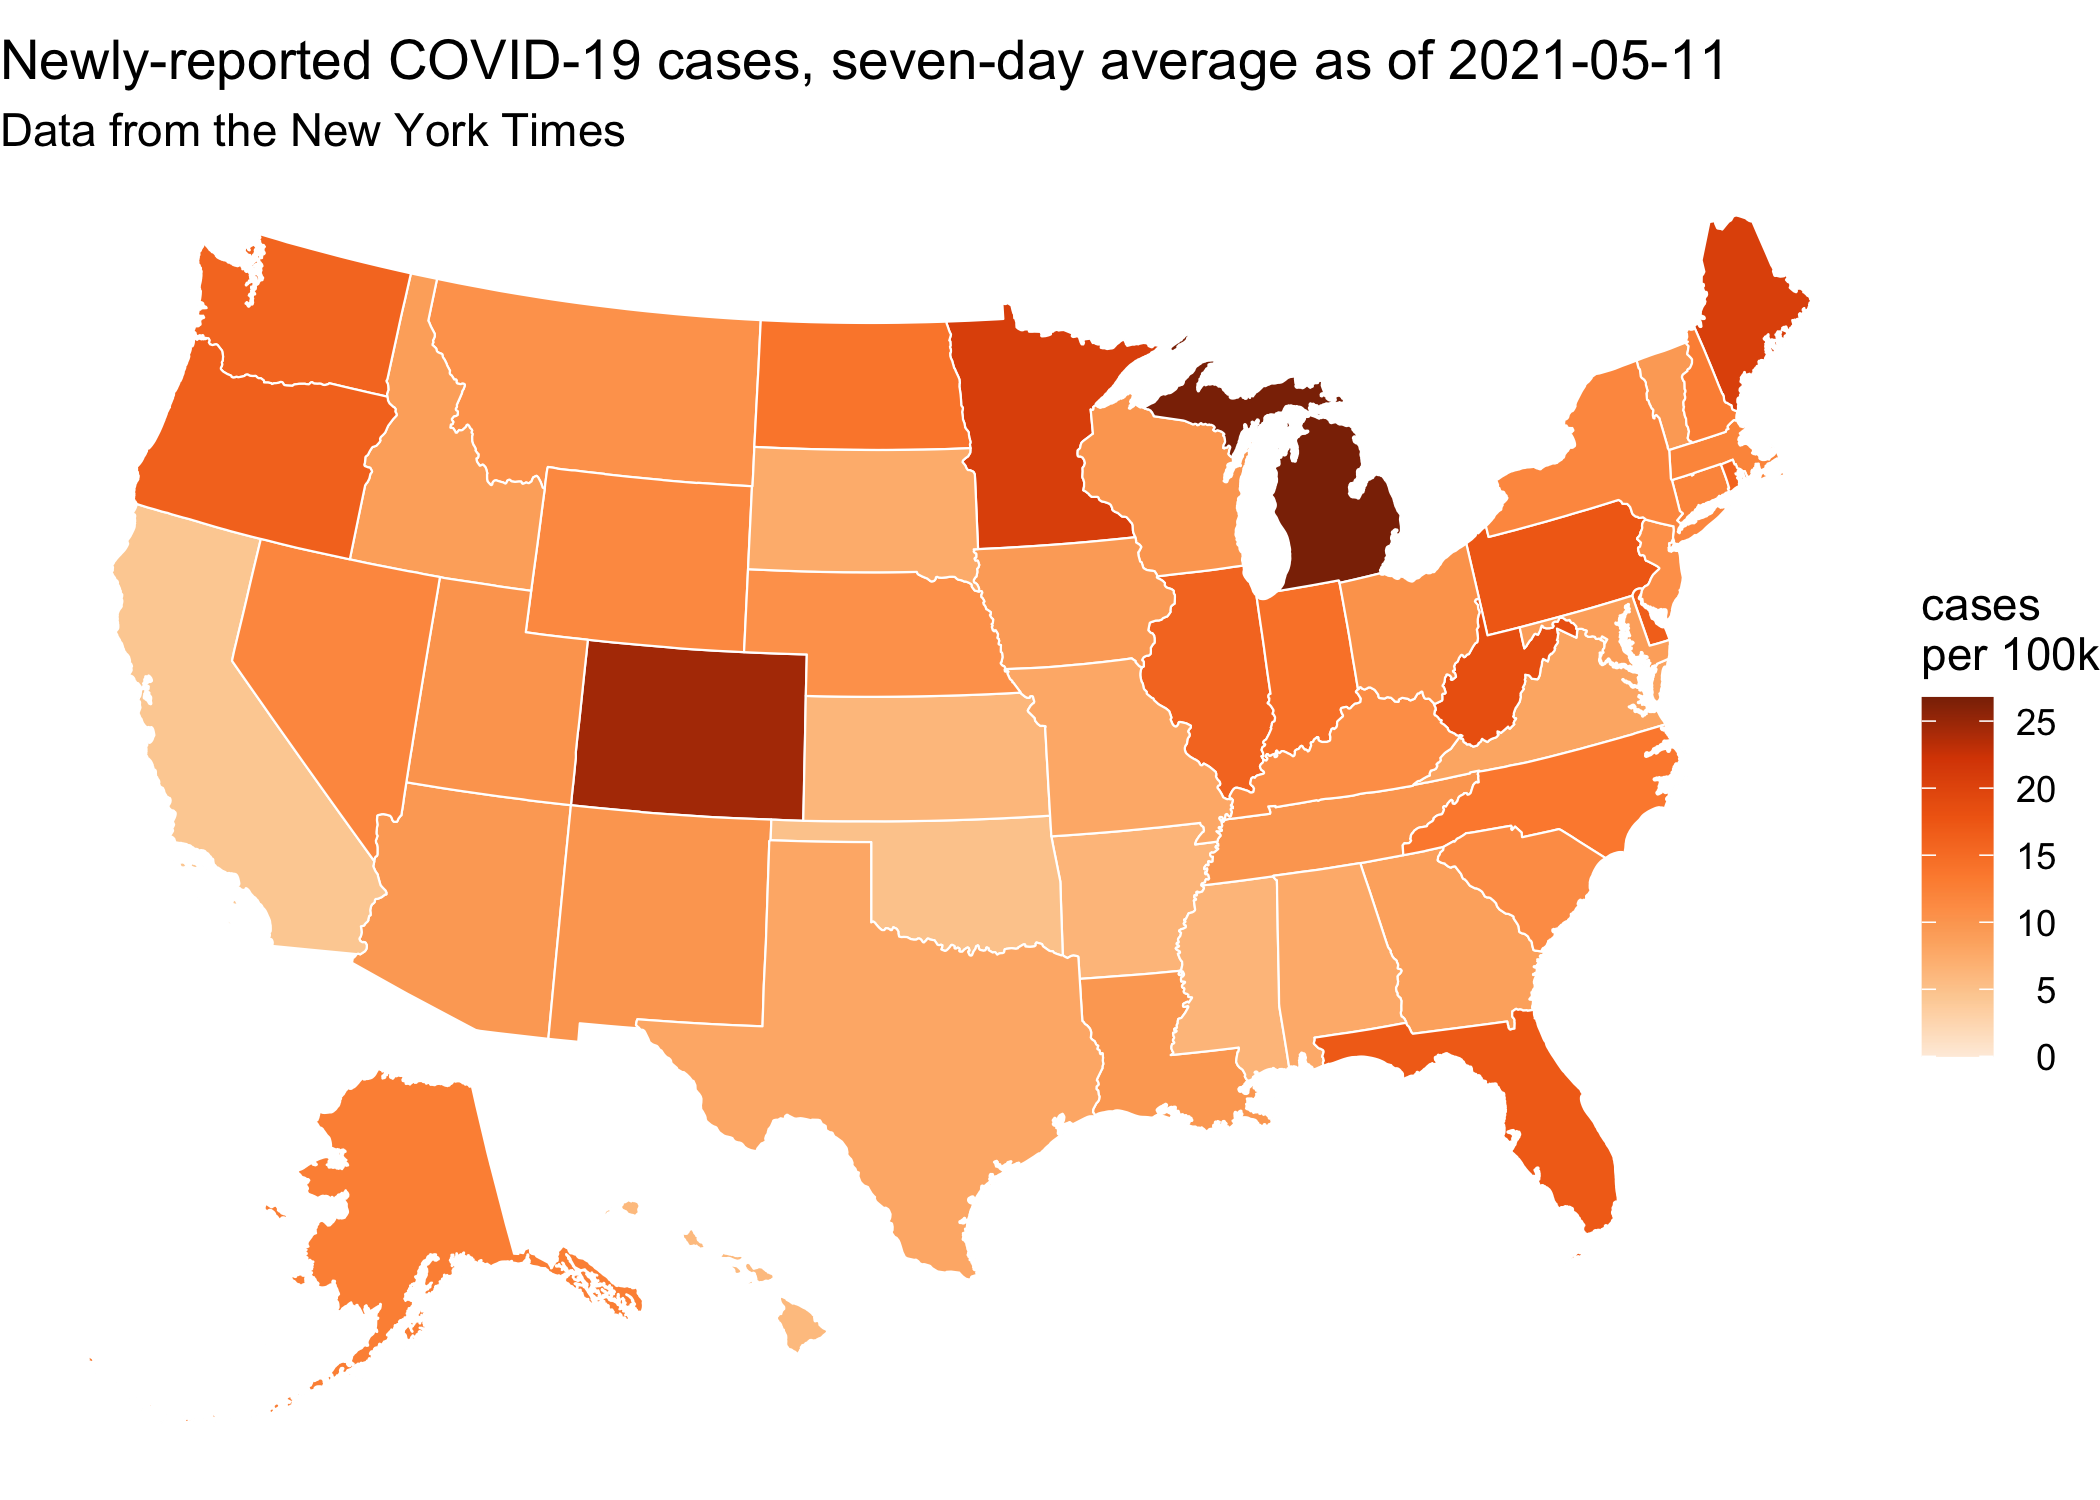 Newly-reported COVID-19 cases, seven-day average as of 2021-05-11
Data from the New York Times
cases
per 100k
25
20
15
10
5
0